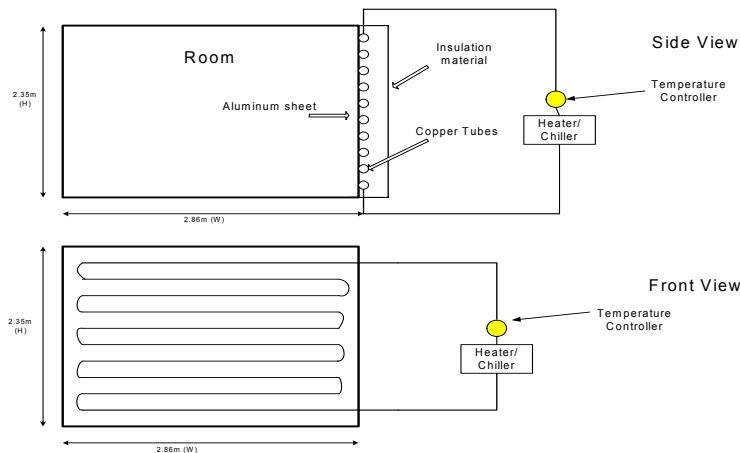 Side View
Room
Insulation
material
Temperature
Controller
2.35m
(H)
Aluminum sheet
Heater/
Chiller
Copper Tubes
2.86m (W)
Front View
Temperature
Controller
2.35m
(H)
Heater/
Chiller
2.86m (W)